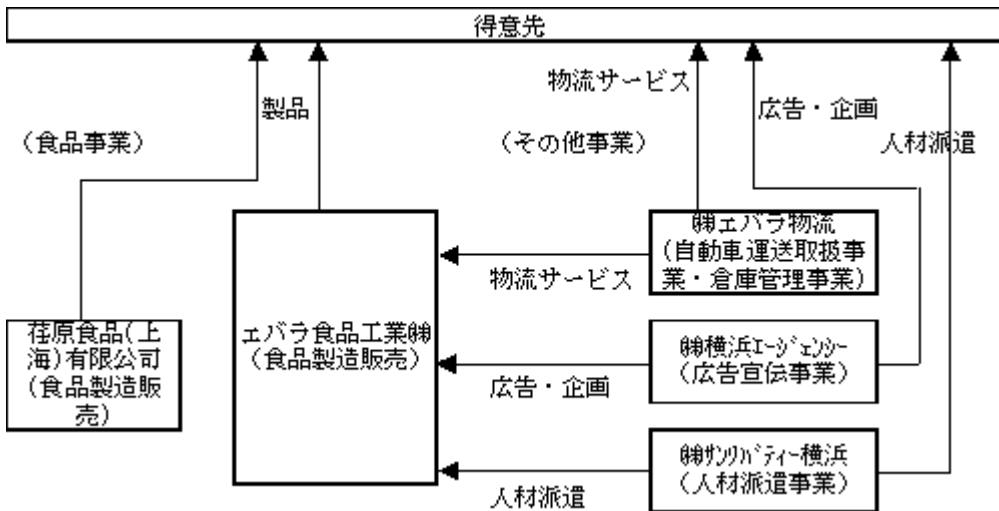 得意先
物流サービス
製品
広告・企画
（食品事業）
（その他事業）
人材派遣
㈱エバラ物流
（自動車運送取扱事
業・倉庫管理事業）
物流サービス
荏原食品(上
海)有限公司
（食品製造販
売）
エバラ食品工業㈱
（食品製造販売）
㈱横浜ｴｰｼﾞｪﾝｼｰ
（広告宣伝事業）
広告・企画
㈱ｻﾝﾘﾊﾞﾃｨｰ横浜
（人材派遣事業）
人材派遣